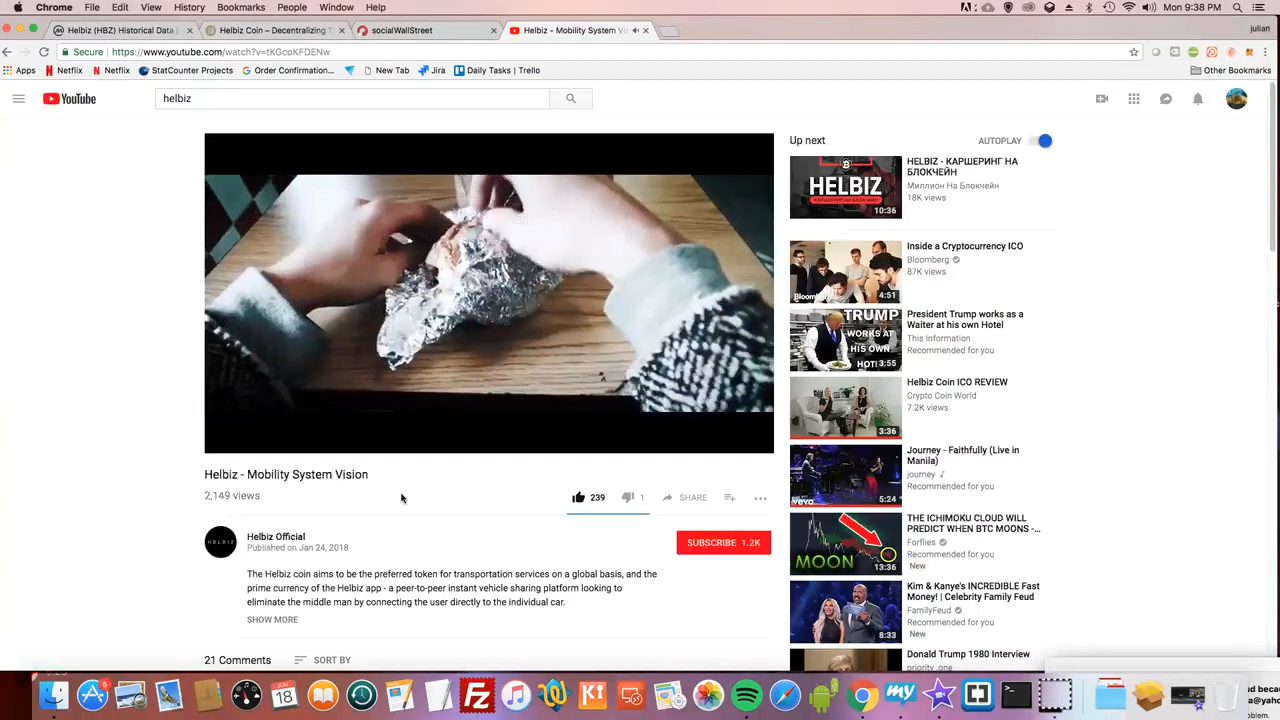 Chrome File Edit View History Bookmarks People Window Help Mon 9:38 PM
Helbiz (HBZ) Historical Data Helbiz Coin – Decentralizing T socialWallStreet Helbiz - Mobility System Vi julian
Secure https://www.youtube.com/watch?v=tKGcoKFDENw
Apps Netflix Netflix StatCounter Projects Order Confirmation... New Tab Jira Daily Tasks | Trello Other Bookmarks
YouTube helbiz
Up next AUTOPLAY
HELBIZ
10:36
HELBIZ - КАРШЕРИНГ НА
БЛОКЧЕЙН
Миллион На Блокчейн
18K views
Bloomberg
4:51
Inside a Cryptocurrency ICO
Bloomberg
87K views
TRUMP
WORKS AT
HIS OWN
HOT
3:55
President Trump works as a
Waiter at his own Hotel
This Information
Recommended for you
3:36
Helbiz Coin ICO REVIEW
Crypto Coin World
7.2K views
vevo
5:24
Journey - Faithfully (Live in
Manila)
journey
Recommended for you
MOON
13:36
THE ICHIMOKU CLOUD WILL
PREDICT WHEN BTC MOONS -...
Forflies
Recommended for you
New
8:33
Kim & Kanye's INCREDIBLE Fast
Money! | Celebrity Family Feud
FamilyFeud
Recommended for you
New
Donald Trump 1980 Interview
priority .one
Helbiz - Mobility System Vision
2,149 views
239 1 SHARE
HELBIZ
Helbiz Official
Published on Jan 24, 2018
SUBSCRIBE 1.2K
The Helbiz coin aims to be the preferred token for transportation services on a global basis, and the
prime currency of the Helbiz app - a peer-to-peer instant vehicle sharing platform looking to
eliminate the middle man by connecting the user directly to the individual car.
SHOW MORE
21 Comments SORT BY
6
JUN
18
Fz
my